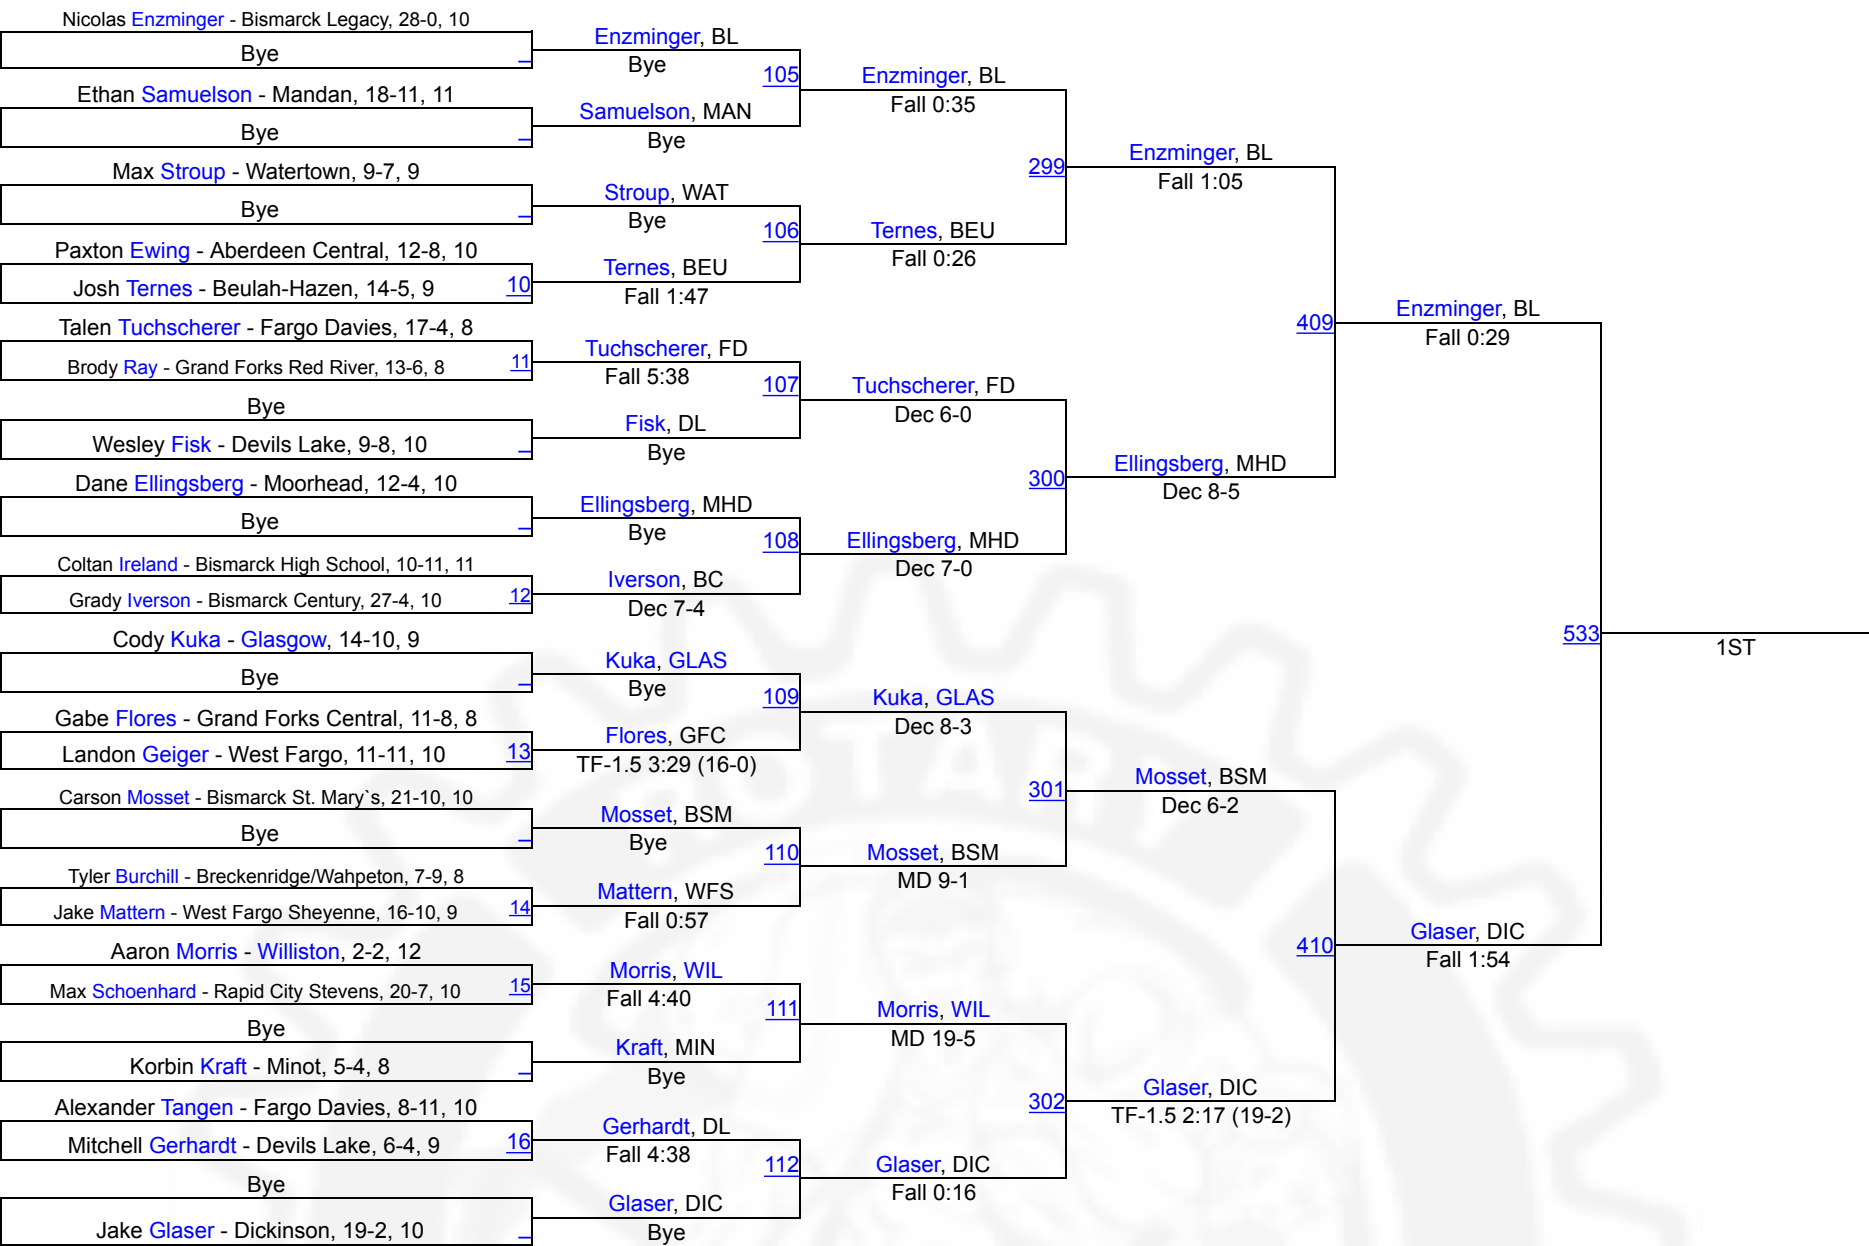 Nicolas Enzminger - Bismarck Legacy, 28-0, 10
Bye
Ethan Samuelson - Mandan, 18-11, 11
Bye
Max Stroup - Watertown, 9-7, 9
Bye
Paxton Ewing - Aberdeen Central, 12-8, 10
Josh Ternes - Beulah-Hazen, 14-5, 9
10
Talen Tuchscherer - Fargo Davies, 17-4, 8
Brody Ray - Grand Forks Red River, 13-6, 8
11
Bye
Wesley Fisk - Devils Lake, 9-8, 10
Dane Ellingsberg - Moorhead, 12-4, 10
Bye
Coltan Ireland - Bismarck High School, 10-11, 11
Grady Iverson - Bismarck Century, 27-4, 10
12
Cody Kuka - Glasgow, 14-10, 9
Bye
Gabe Flores - Grand Forks Central, 11-8, 8
Landon Geiger - West Fargo, 11-11, 10
13
Carson Mosset - Bismarck St. Mary`s, 21-10, 10
Bye
Tyler Burchill - Breckenridge/Wahpeton, 7-9, 8
Jake Mattern - West Fargo Sheyenne, 16-10, 9
14
Aaron Morris - Williston, 2-2, 12
Max Schoenhard - Rapid City Stevens, 20-7, 10
15
Bye
Korbin Kraft - Minot, 5-4, 8
Alexander Tangen - Fargo Davies, 8-11, 10
Mitchell Gerhardt - Devils Lake, 6-4, 9
16
Bye
Jake Glaser - Dickinson, 19-2, 10
Enzminger, BL
Bye
105
Samuelson, MAN
Bye
Stroup, WAT
Bye
106
Ternes, BEU
Fall 1:47
Tuchscherer, FD
Fall 5:38
107
Fisk, DL
Bye
Ellingsberg, MHD
Bye
108
Iverson, BC
Dec 7-4
Kuka, GLAS
Bye
109
Flores, GFC
TF-1.5 3:29 (16-0)
Mosset, BSM
Bye
110
Mattern, WFS
Fall 0:57
Morris, WIL
Fall 4:40
111
Kraft, MIN
Bye
Gerhardt, DL
Fall 4:38
112
Glaser, DIC
Bye
Enzminger, BL
Fall 0:35
299
Ternes, BEU
Fall 0:26
Tuchscherer, FD
Dec 6-0
300
Ellingsberg, MHD
Dec 7-0
Kuka, GLAS
Dec 8-3
301
Mosset, BSM
MD 9-1
Morris, WIL
MD 19-5
302
Glaser, DIC
Fall 0:16
Enzminger, BL
Fall 1:05
409
Ellingsberg, MHD
Dec 8-5
Mosset, BSM
Dec 6-2
410
Glaser, DIC
TF-1.5 2:17 (19-2)
Enzminger, BL
Fall 0:29
533
Glaser, DIC
Fall 1:54
1ST
ROTARY